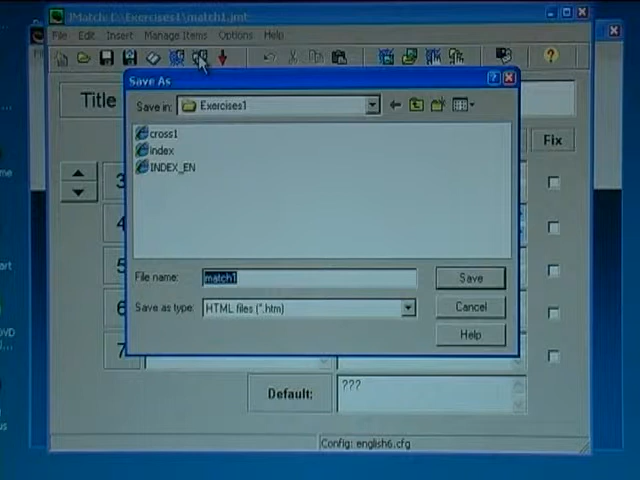 JMatch: D:\Exercises1\match1.jmt
File Edit Insert Manage Items Options Help
Save As
Title
Save in: Exercises1
cross1
index
INDEX_EN
Fix
3
4
5
6
7
File name: match1
Save
Save as type: HTML files (*.htm)
Cancel
Help
Default:
???
Config: english6.cfg